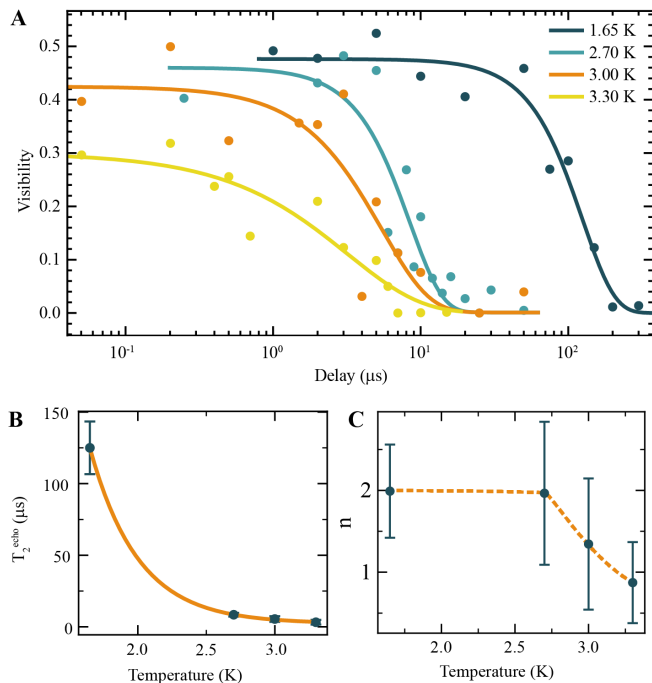 A
0.5
0.4
0.3
0.2
0.1
0.0
Visibility
1.65 K
2.70 K
3.00 K
3.30 K
10⁻¹
10⁰
10¹
10²
Delay (μs)
B
150
100
50
0
T₂ᵉᶜʰᵒ (μs)
2.0
2.5
3.0
Temperature (K)
C
2
1
n
2.0
2.5
3.0
Temperature (K)